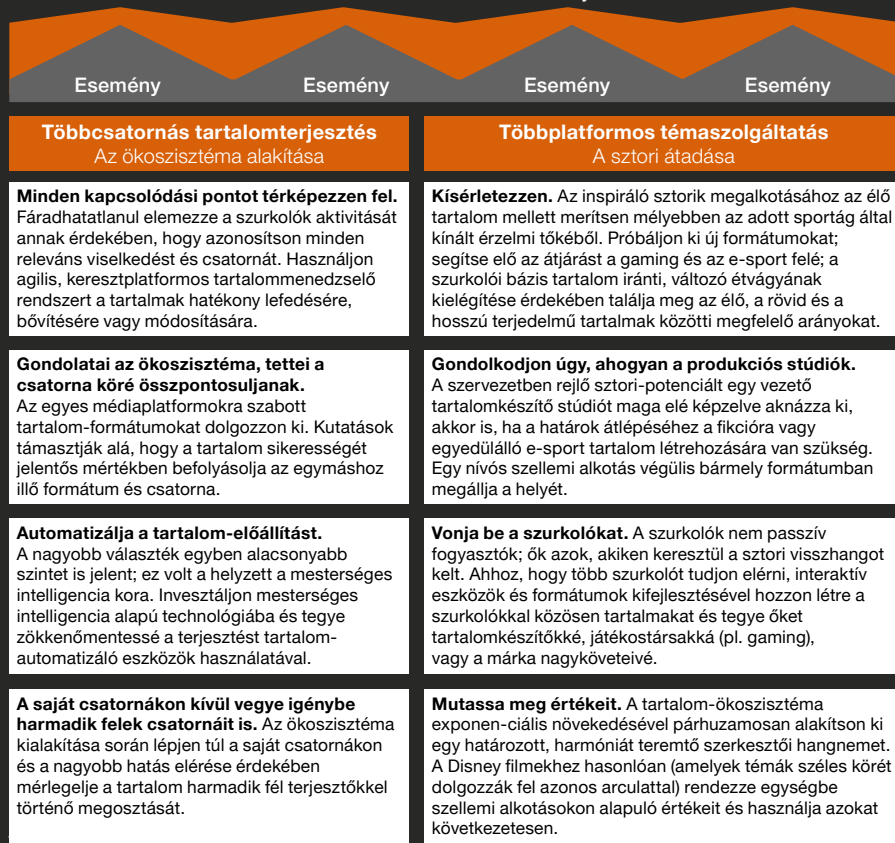 Esemény
Esemény
Esemény
Esemény
Többcsatornás tartalomterjesztés
Az ökoszisztéma alakítása
Minden kapcsolódási pontot térképezzen fel.
Fáradhatatlanul elemezze a szurkolók aktivitását
annak érdekében, hogy azonosítson minden
releváns viselkedést és csatornát. Használjon
agilis, keresztplatformos tartalommenedzselő
rendszert a tartalmak hatékony lefedésére,
bővítésére vagy módosítására.
Gondolatai az ökoszisztéma, tettei a
csatorna köré összpontosuljanak.
Az egyes médiaplatformokra szabott
tartalom-formátumokat dolgozzon ki. Kutatások
támasztják alá, hogy a tartalom sikerességét
jelentős mértékben befolyásolja az egymáshoz
illő formátum és csatorna.
Automatizálja a tartalom-előállítást.
A nagyobb választék egyben alacsonyabb
szintet is jelent; ez volt a helyzett a mesterséges
intelligencia kora. Investáljon mesterséges
intelligencia alapú technológiába és tegye
zökkenőmentessé a terjesztést tartalom-
automatizáló eszközök használatával.
A saját csatornákon kívül vegye igénybe
harmadik felek csatornáit is. Az ökoszisztéma
kialakítása során lépjen túl a saját csatornákon
és a nagyobb hatás elérése érdekében
mérlegelje a tartalom harmadik fél terjesztőkkel
történő megosztását.
Többplatformos témaszolgáltatás
A sztori átadása
Kísérletezzen. Az inspiráló sztorik megalkotásához az élő
tartalom mellett merítsen mélyebben az adott sportág által
kínált érzelmi tőkéből. Próbáljon ki új formátumokat;
segítse elő az átjárást a gaming és az e-sport felé; a
szurkolói bázis tartalom iránti, változó étvágyának
kielégítése érdekében találja meg az élő, a rövid és a
hosszú terjedelmű tartalmak közötti megfelelő arányokat.
Gondolkodjon úgy, ahogyan a produkciós stúdiók.
A szervezetben rejlő sztori-potenciált egy vezető
tartalomkészítő stúdiót maga elé képzelve aknázza ki,
akkor is, ha a határok átlépéséhez a fikcióra vagy
egyedülálló e-sport tartalom létrehozására van szükség.
Egy nívós szellemi alkotás végülis bármely formátumban
megállja a helyét.
Vonja be a szurkolókat. A szurkolók nem passzív
fogyasztók; ők azok, akiken keresztül a sztori visszhangot
kelt. Ahhoz, hogy több szurkolót tudjon elérni, interaktív
eszközök és formátumok kifejlesztésével hozzon létre a
szurkolókkal közösen tartalmakat és tegye őket
tartalomkészítőkké, játékostársakká (pl. gaming),
vagy a márka nagyköveteivé.
Mutassa meg értékeit. A tartalom-ökoszisztéma
exponen-ciális növekedésével párhuzamosan alakítson ki
egy határozott, harmóniát teremtő szerkesztői hangnemet.
A Disney filmekhez hasonlóan (amelyek témák széles körét
dolgozzák fel azonos arculattal) rendezze egységbe
szellemi alkotásokon alapuló értékeit és használja azokat
következetesen.